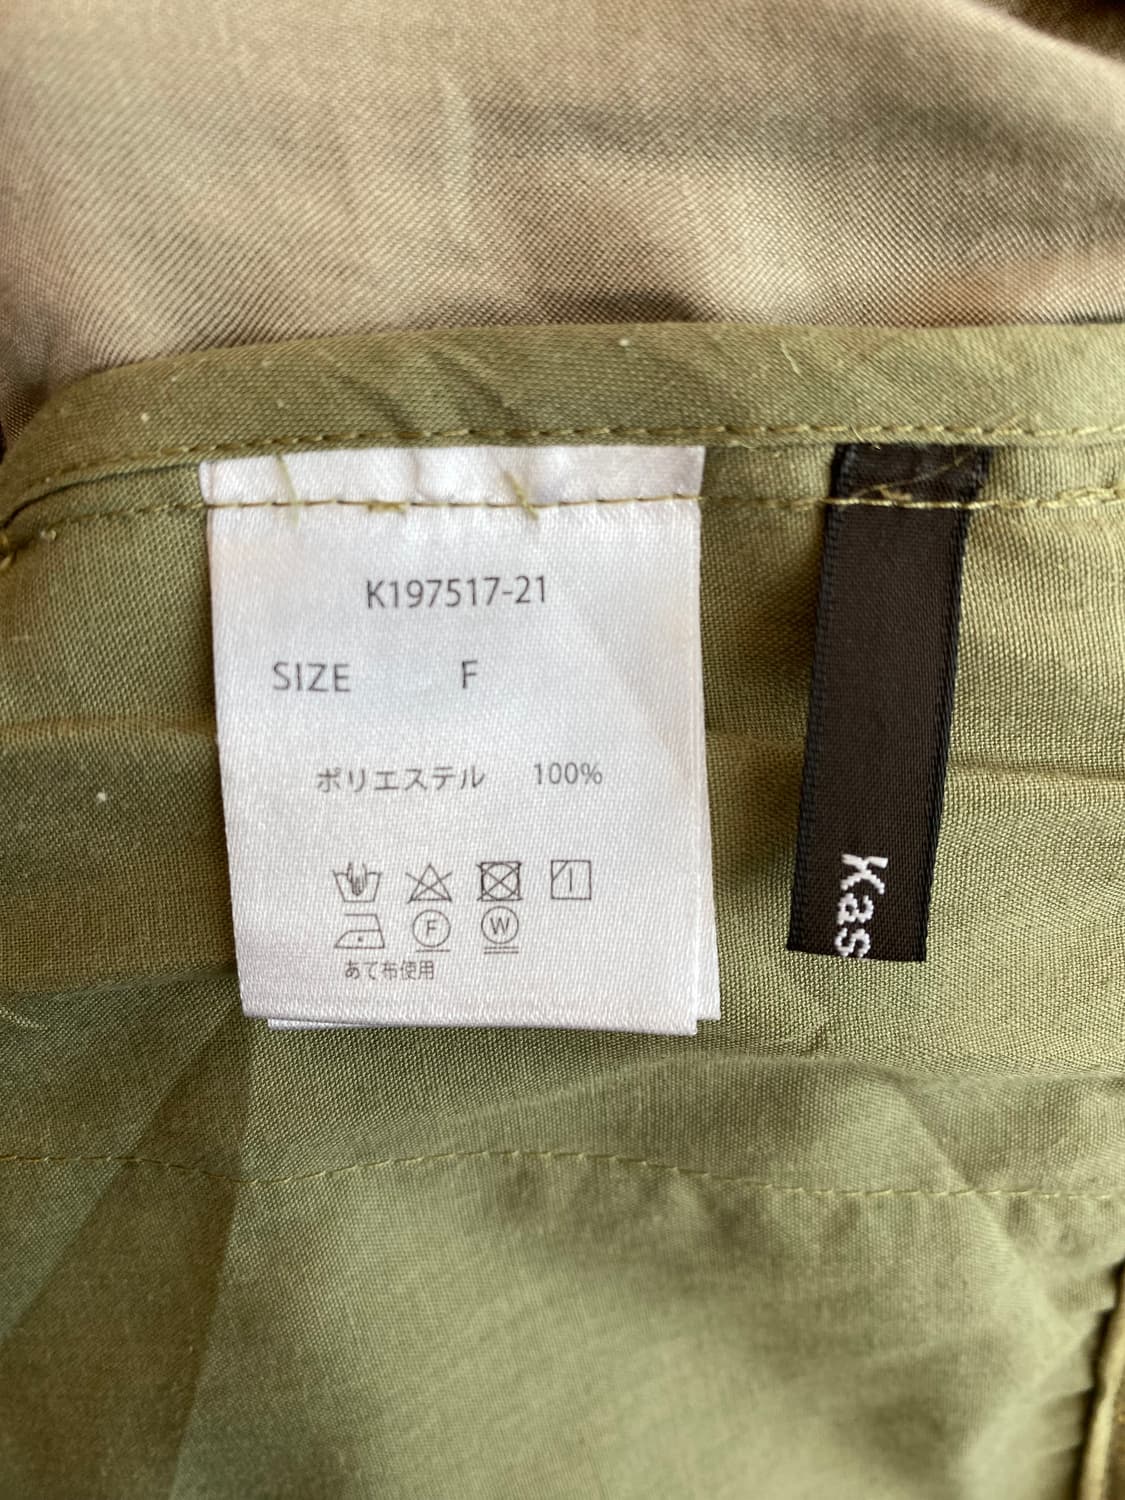 K197517-21
SIZE F
ポリエステル 100%
F W
あて布使用
Kas